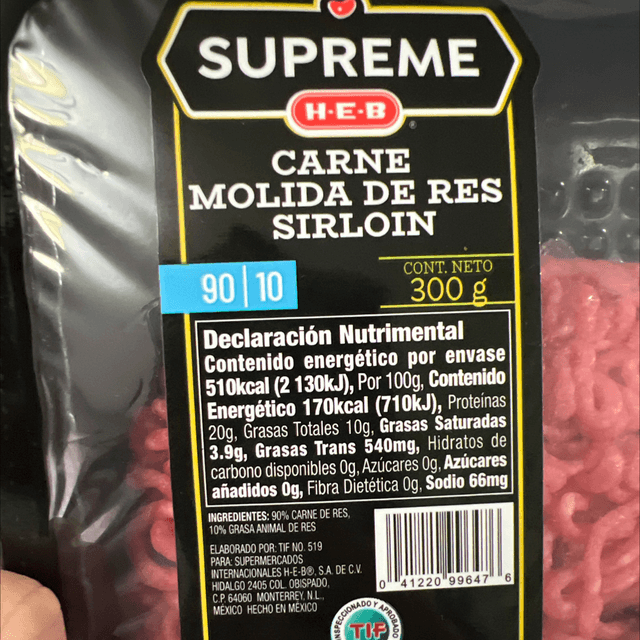 SUPREME
H-E-B®
CARNE
MOLIDA DE RES
SIRLOIN
90|10
CONT. NETO
300 g
Declaración Nutrimental
Contenido energético por envase
510kcal (2 130kJ), Por 100g, Contenido
Energético 170kcal (710kJ), Proteínas
20g, Grasas Totales 10g, Grasas Saturadas
3.9g, Grasas Trans 540mg, Hidratos de
carbono disponibles 0g, Azúcares 0g, Azúcares
añadidos 0g, Fibra Dietética 0g, Sodio 66mg
INGREDIENTES: 90% CARNE DE RES,
10% GRASA ANIMAL DE RES
ELABORADO POR: TIF NO. 519
PARA: SUPERMERCADOS
INTERNACIONALES H-E-B®, S.A. DE C.V.
HIDALGO 2405 COL. OBISPADO,
C.P. 64060 MONTERREY, N.L.,
MÉXICO HECHO EN MÉXICO
0 41220 99647 6
INSPECCIONADO Y APROBADO
TIF